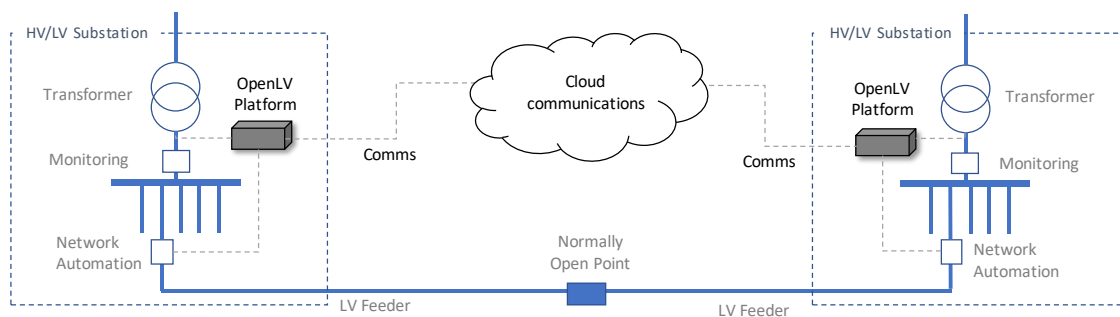 HV/LV Substation
Transformer
OpenLV
Platform
Monitoring
Network
Automation
Comms
LV Feeder
Cloud
communications
Normally
Open Point
HV/LV Substation
OpenLV
Platform
Transformer
Comms
Monitoring
Network
Automation
LV Feeder